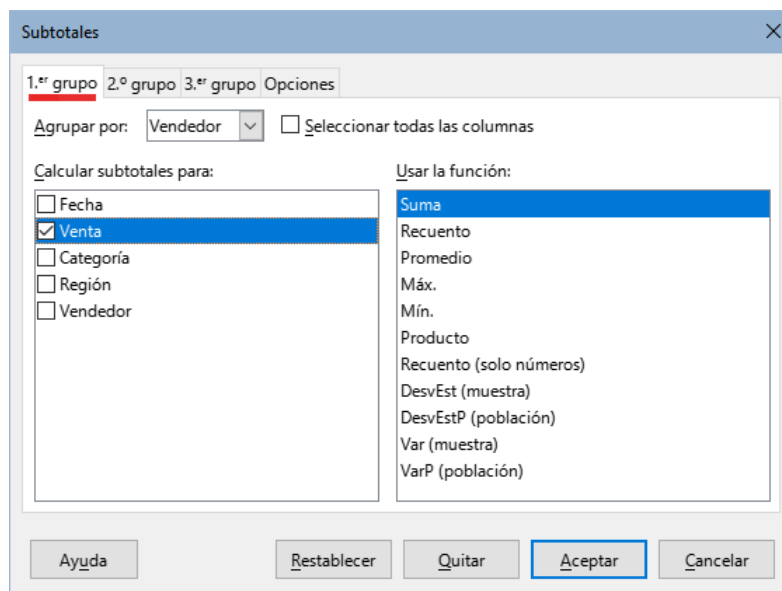 Subtotales
1.ᵉʳ grupo 2.º grupo 3.ᵉʳ grupo Opciones
Agrupar por: Vendedor Seleccionar todas las columnas
Calcular subtotales para:
Fecha
Venta
Categoría
Región
Vendedor
Usar la función:
Suma
Recuento
Promedio
Máx.
Mín.
Producto
Recuento (solo números)
DesvEst (muestra)
DesvEstP (población)
Var (muestra)
VarP (población)
Ayuda Restablecer Quitar Aceptar Cancelar